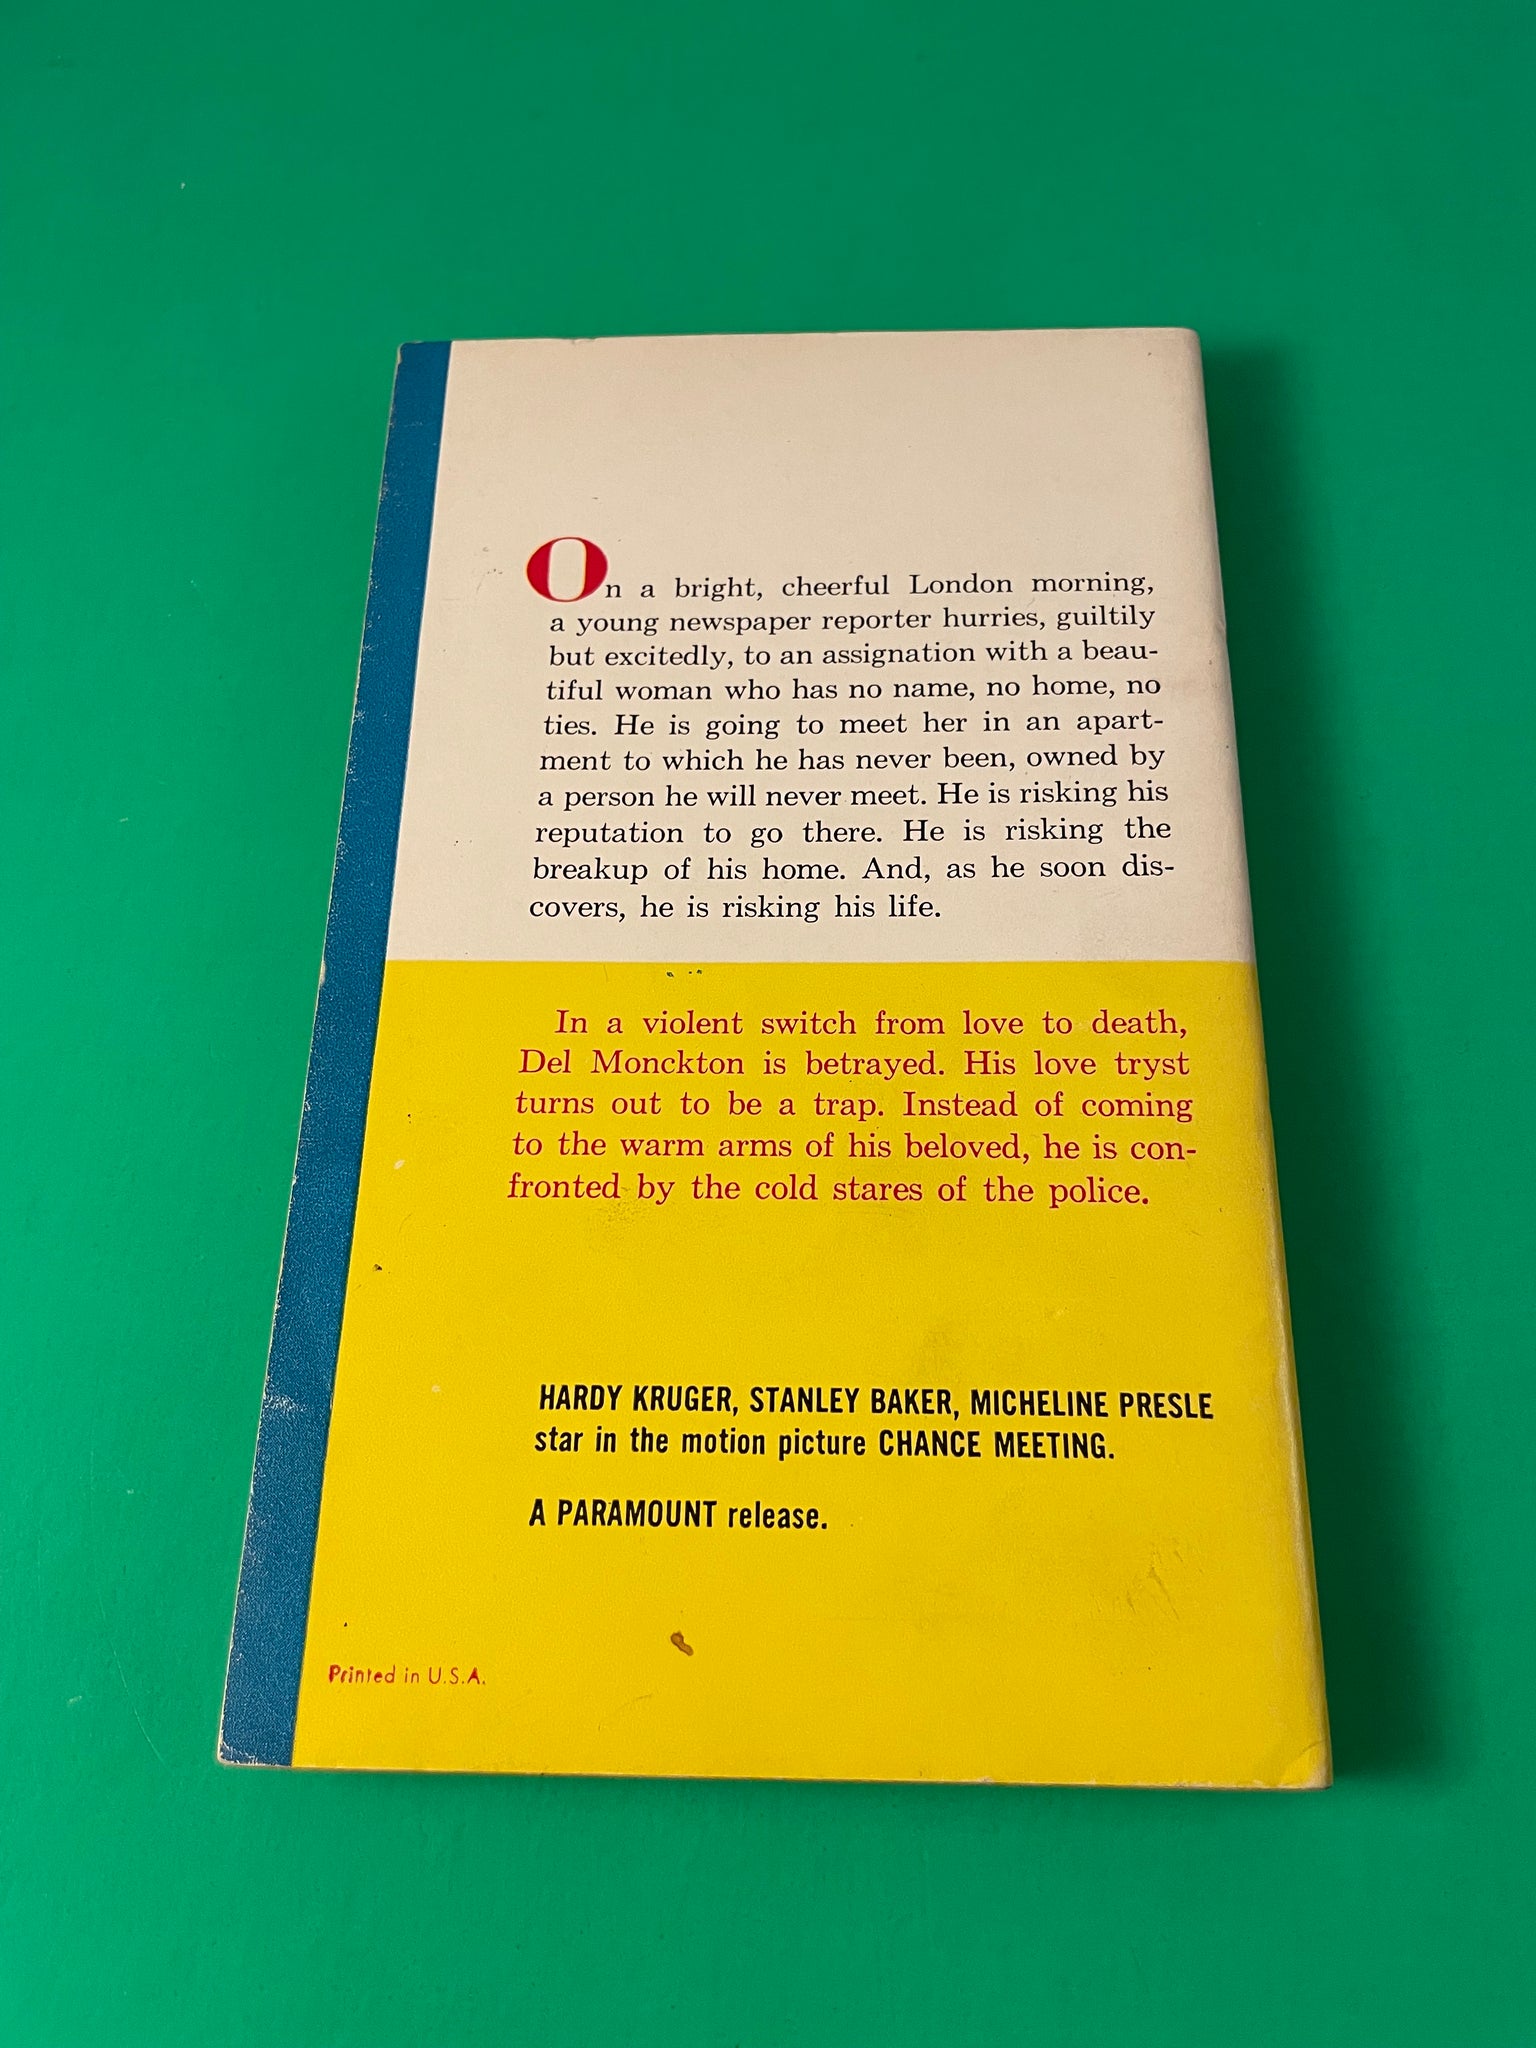 On a bright, cheerful London morning,
a young newspaper reporter hurries, guiltily
but excitedly, to an assignation with a beau-
tiful woman who has no name, no home, no
ties. He is going to meet her in an apart-
ment to which he has never been, owned by
a person he will never meet. He is risking his
reputation to go there. He is risking the
breakup of his home. And, as he soon dis-
covers, he is risking his life.
In a violent switch from love to death,
Del Monckton is betrayed. His love tryst
turns out to be a trap. Instead of coming
to the warm arms of his beloved, he is con-
fronted by the cold stares of the police.
HARDY KRUGER, STANLEY BAKER, MICHELINE PRESLE
star in the motion picture CHANCE MEETING.
A PARAMOUNT release.
Printed in U.S.A.